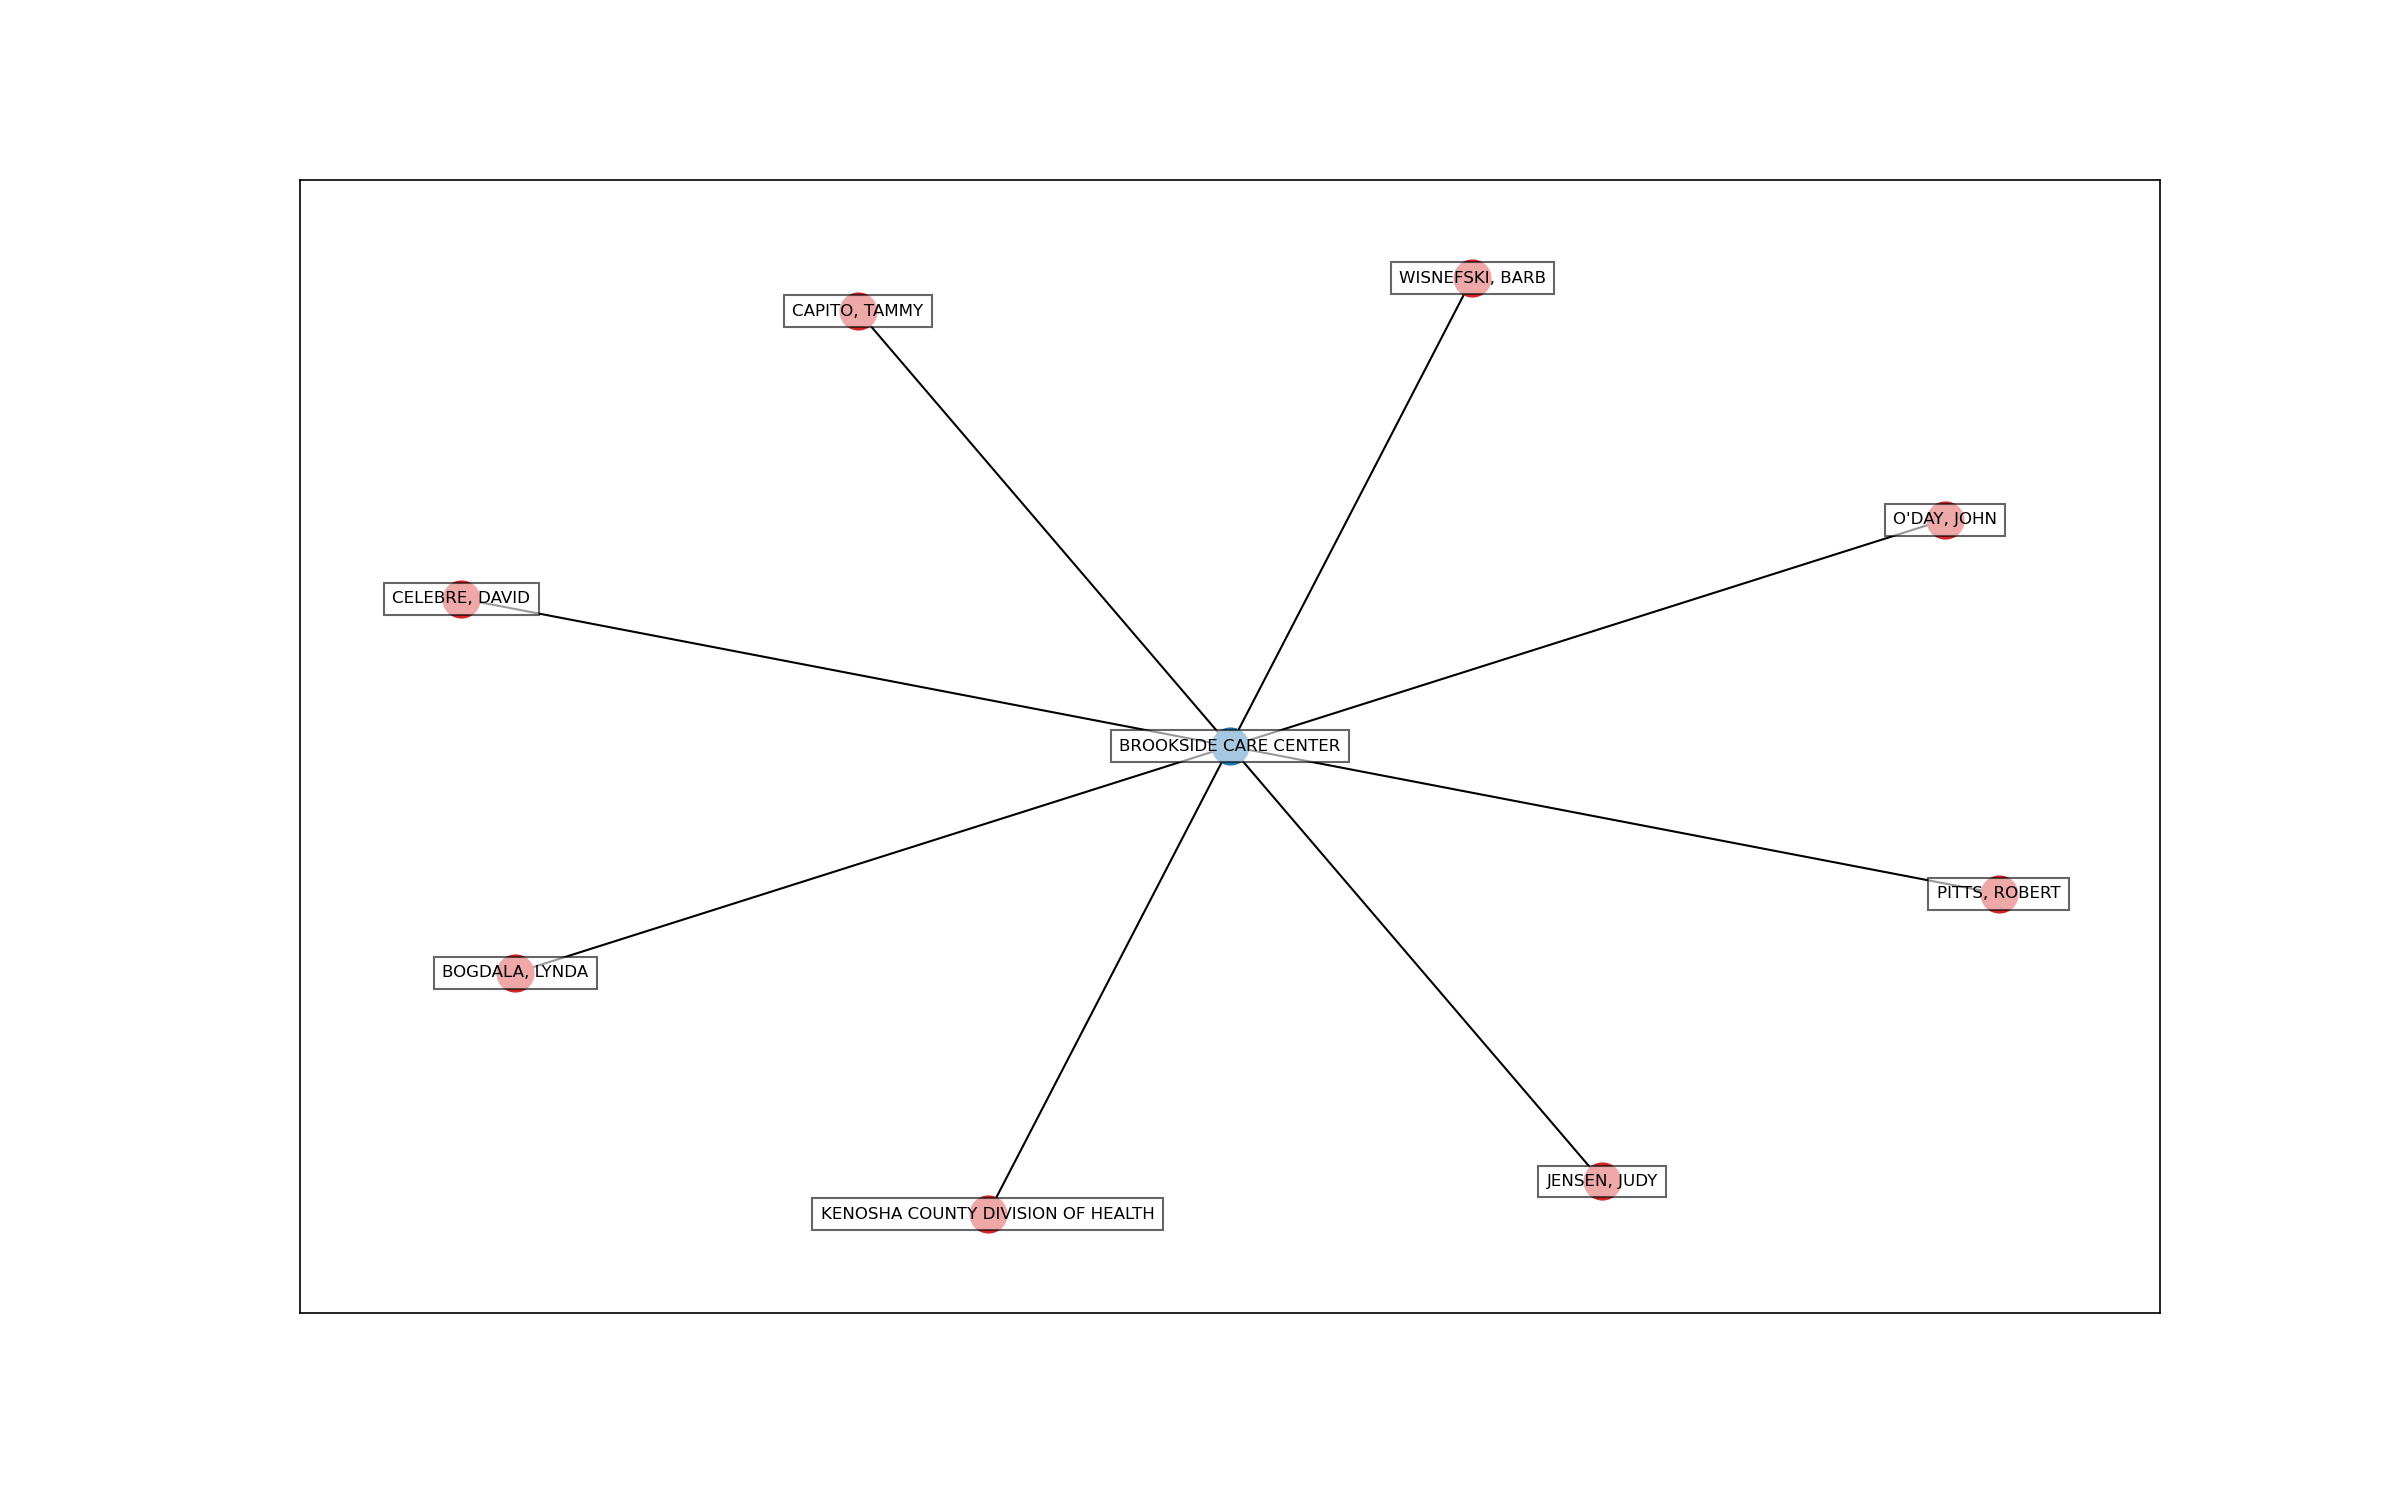 WISNEFSKI, BARB
CAPITO, TAMMY
O'DAY, JOHN
CELEBRE, DAVID
BROOKSIDE CARE CENTER
PITTS, ROBERT
BOGDALA, LYNDA
JENSEN, JUDY
KENOSHA COUNTY DIVISION OF HEALTH